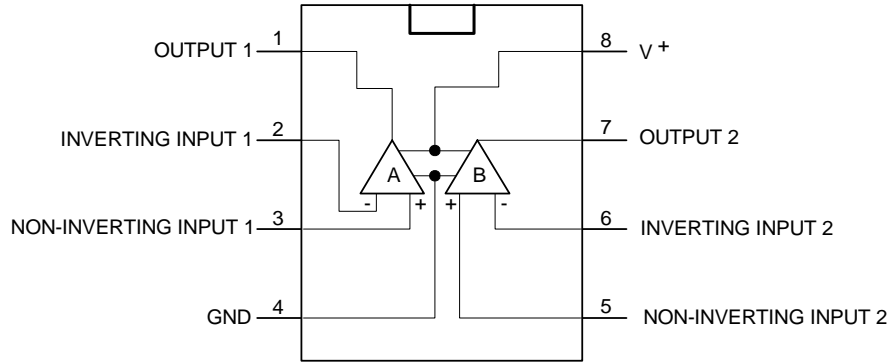 OUTPUT 1 1
8 V+
INVERTING INPUT 1 2
7 OUTPUT 2
A B
- + + -
NON-INVERTING INPUT 1 3
6 INVERTING INPUT 2
GND 4
5 NON-INVERTING INPUT 2